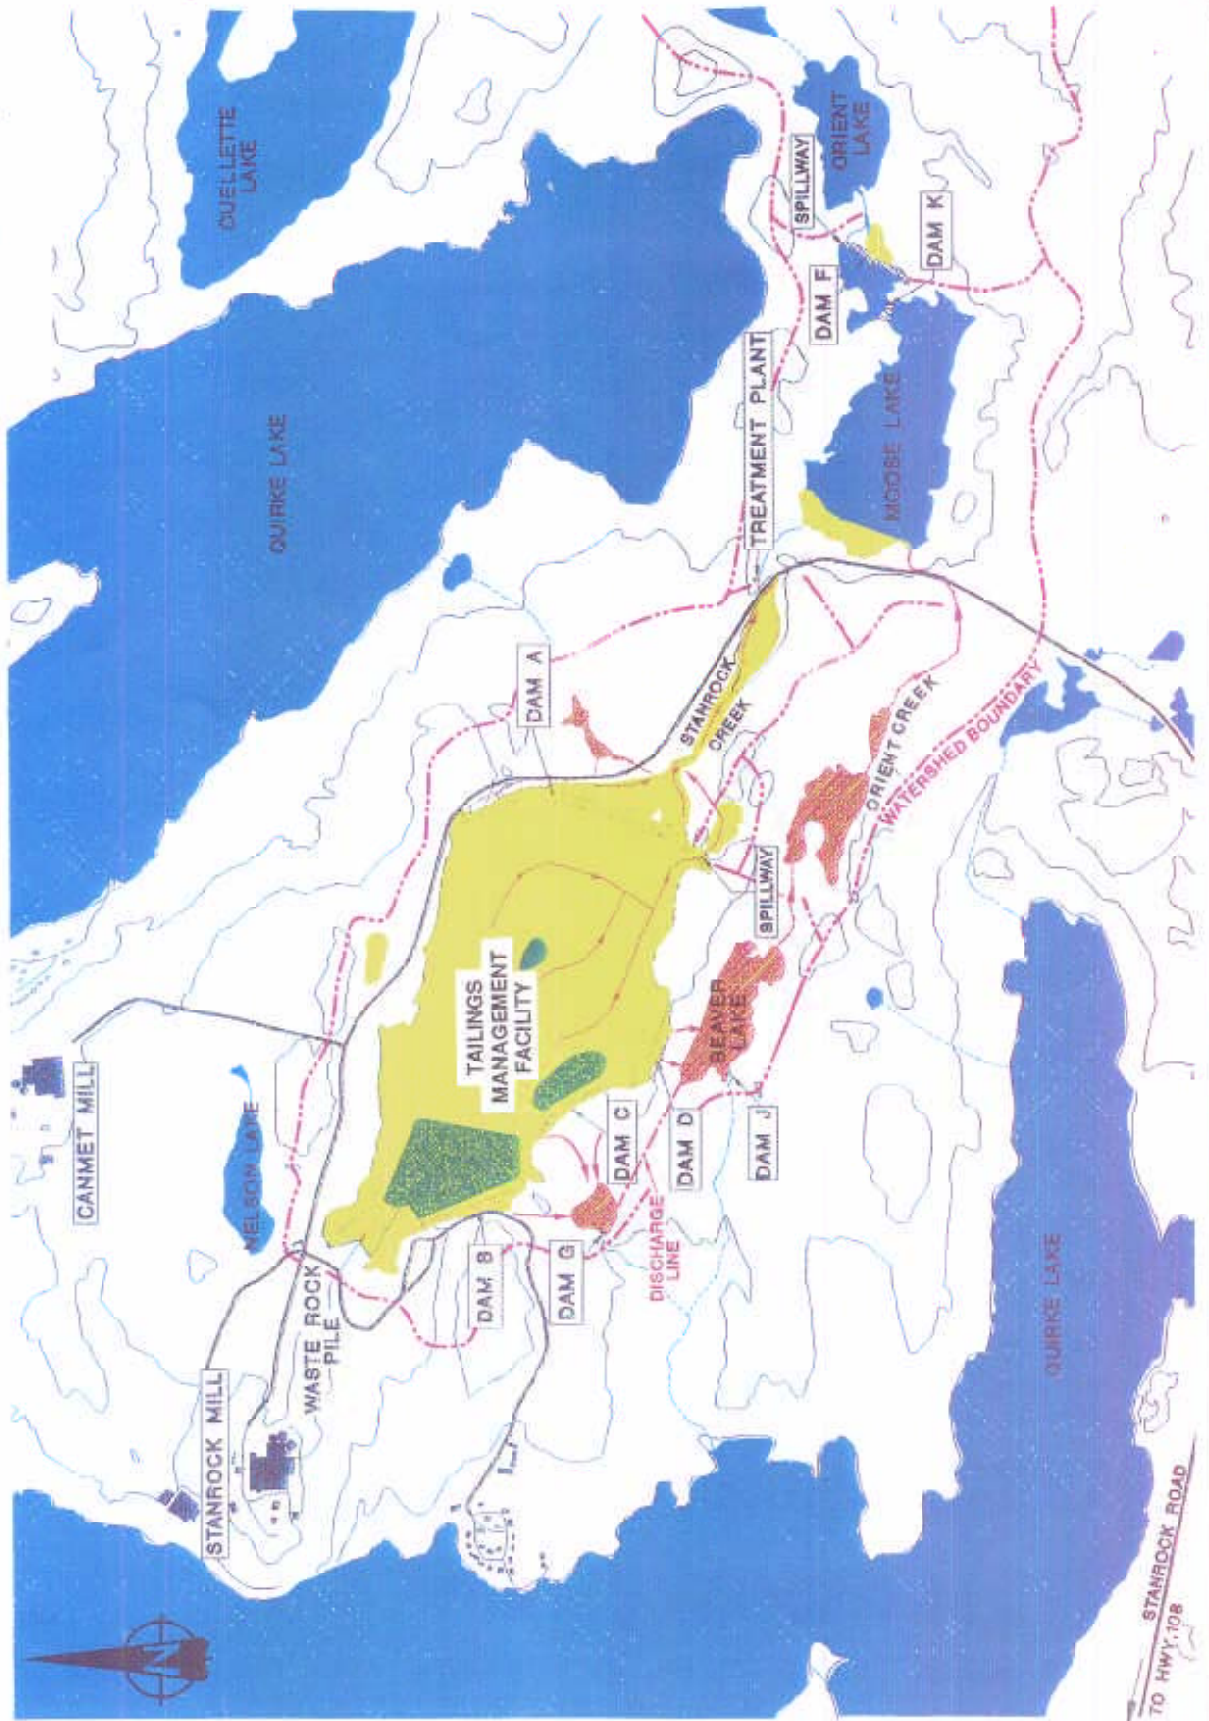 OUELLETTE
LAKE
QUIRKE LAKE
ORIENT
LAKE
SPILLWAY
DAM K
DAM F
TREATMENT PLANT
MOOSE LAKE
DAM A
STANROCK
CREEK
ORIENT CREEK
WATERSHED BOUNDARY
SPILLWAY
CANMET MILL
NELSON LAKE
TAILINGS
MANAGEMENT
FACILITY
BEAVER
LAKE
DAM C
DAM D
DAM J
DISCHARGE
LINE
DAM B
DAM G
WASTE ROCK
PILE
STANROCK MILL
QUIRKE LAKE
N
STANROCK ROAD
TO HWY. 108